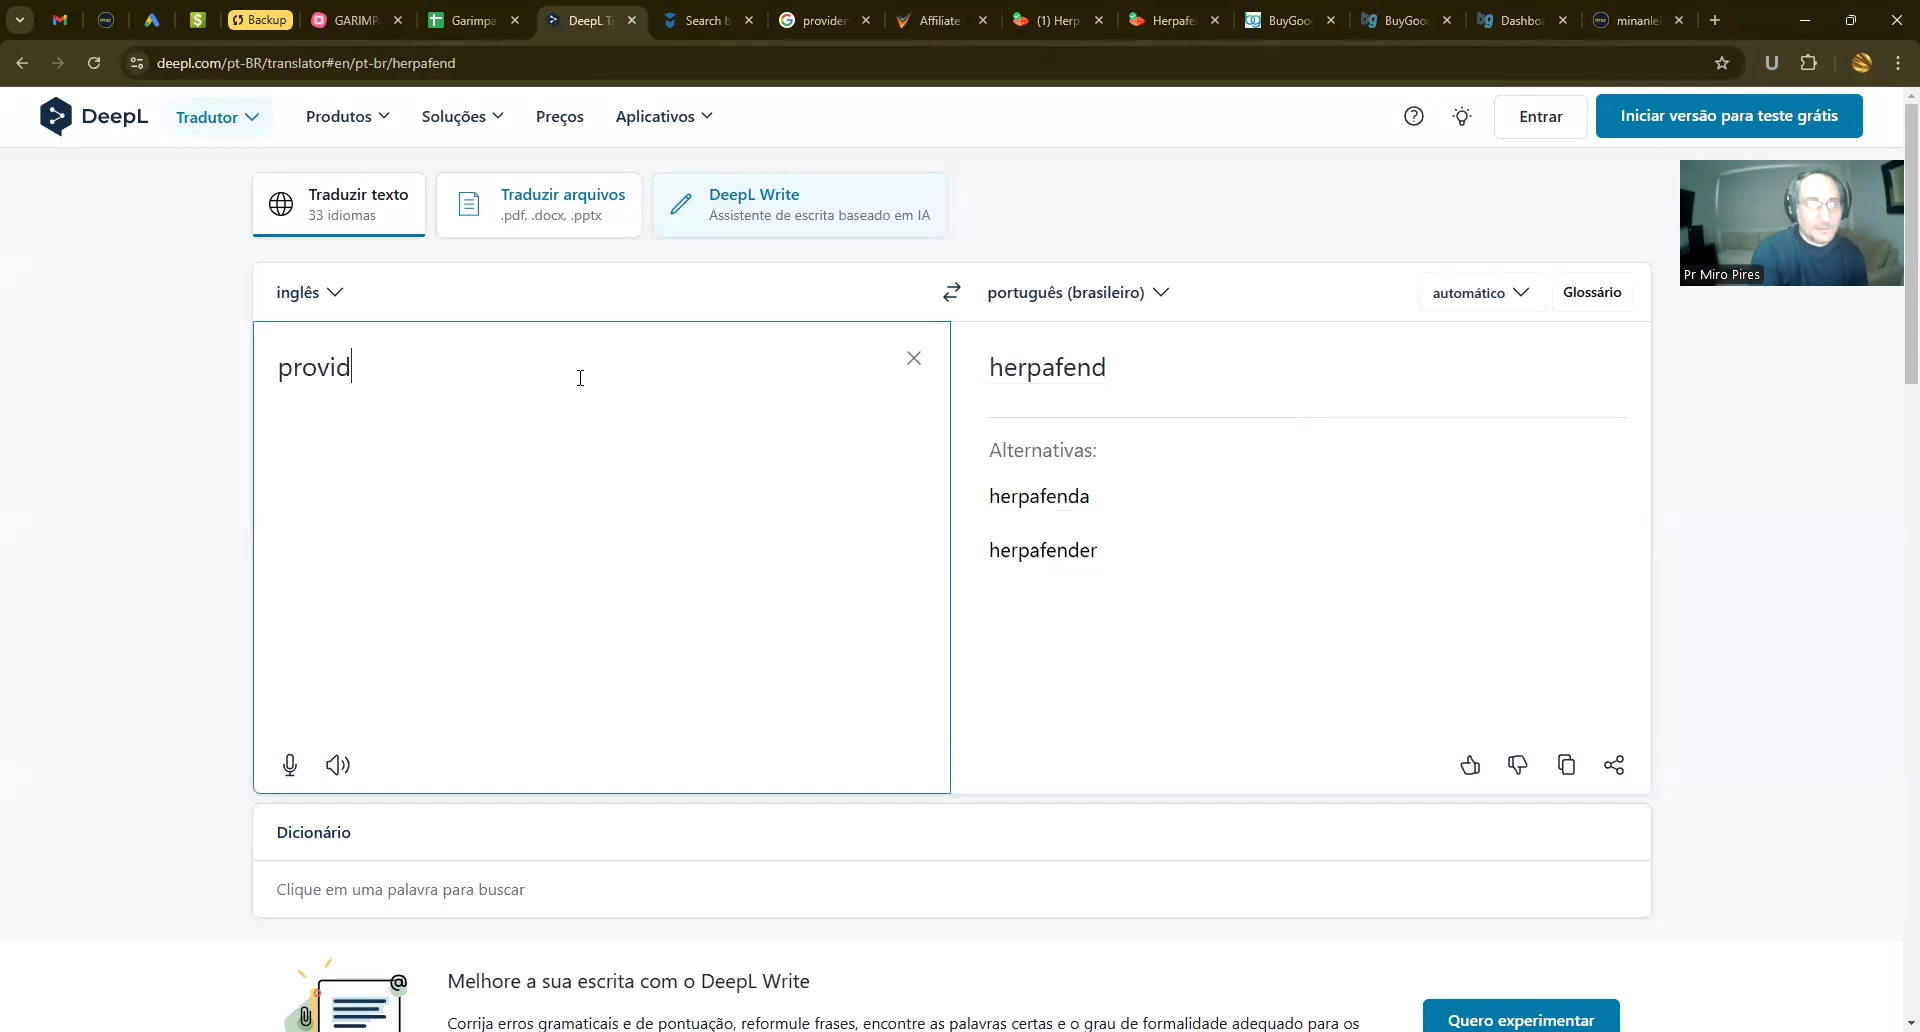 Backup
GARIMP
Garimpa
DeepL Tr
Search b
provider
Affiliate
(1) Herp
Herpafe
BuyGoo
BuyGoo
Dashbo
minanle
deepl.com/pt-BR/translator#en/pt-br/herpafend
U
DeepL
Tradutor
Produtos
Soluções
Preços
Aplicativos
Entrar
Iniciar versão para teste grátis
Traduzir texto
33 idiomas
Traduzir arquivos
.pdf, .docx, .pptx
DeepL Write
Assistente de escrita baseado em IA
Pr Miro Pires
inglês
português (brasileiro)
automático
Glossário
provid
herpafend
Alternativas:
herpafenda
herpafender
Dicionário
Clique em uma palavra para buscar
Melhore a sua escrita com o DeepL Write
Corrija erros gramaticais e de pontuação, reformule frases, encontre as palavras certas e o grau de formalidade adequado para os
Quero experimentar